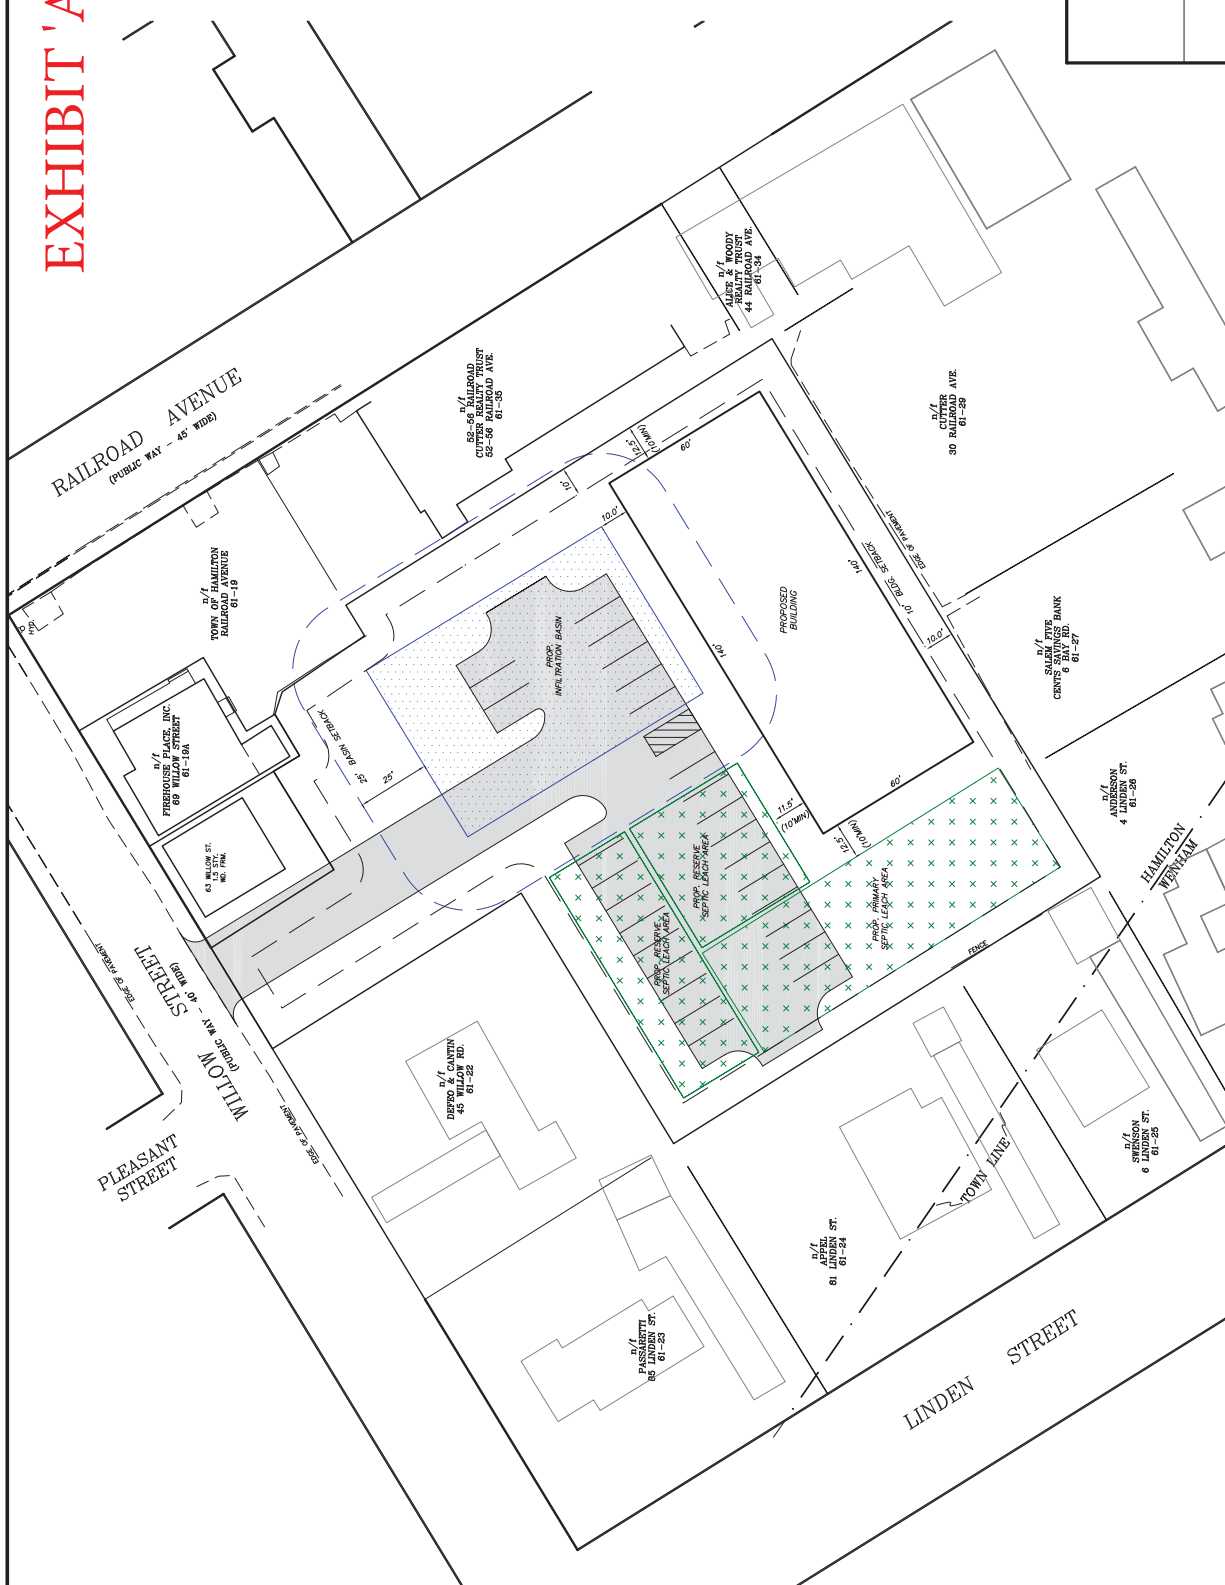 EXHIBIT 'A
RAILROAD AVENUE
(PUBLIC WAY - 45' WIDE)
n/f
ALICE & WOODY
REALTY TRUST
44 RAILROAD AVE.
61-34
n/f
52-56 RAILROAD
CUTTER REALTY TRUST
52-56 RAILROAD AVE.
61-35
n/f
CUTTER
30 RAILROAD AVE.
61-29
n/f
TOWN OF HAMILTON
RAILROAD AVENUE
61-19
HYD.
12.5'
(10'MIN)
60'
10'
10.0'
PROP.
INFILTRATION BASIN
PROPOSED
BUILDING
140'
140'
10' BLDG. SETBACK
EDGE OF PAVEMENT
10.0'
n/f
SALEM FIVE
CENTS SAVINGS BANK
6 BAY RD.
61-27
n/f
FIREHOUSE PLACE, INC.
69 WILLOW STREET
61-19A
25' BASIN SETBACK
25'
63 WILLOW ST.
1.5 STY.
WD. FRM.
60'
11.5'
(10'MIN)
12.5'
(10'MIN)
n/f
ANDERSON
4 LINDEN ST.
61-26
HAMILTON
WENHAM
PROP. RESERVE
SEPTIC LEACH AREA
PROP. RESERVE
SEPTIC LEACH AREA
PROP. PRIMARY
SEPTIC LEACH AREA
FENCE
EDGE OF PAVEMENT
WILLOW STREET
(PUBLIC WAY - 40' WIDE)
EDGE OF PAVEMENT
PLEASANT
STREET
n/f
DEFEO & CANTIN
45 WILLOW RD.
61-22
n/f
SWENSON
6 LINDEN ST.
61-25
TOWN LINE
n/f
APPEL
81 LINDEN ST.
61-24
n/f
PASSARETTI
85 LINDEN ST.
61-23
LINDEN STREET